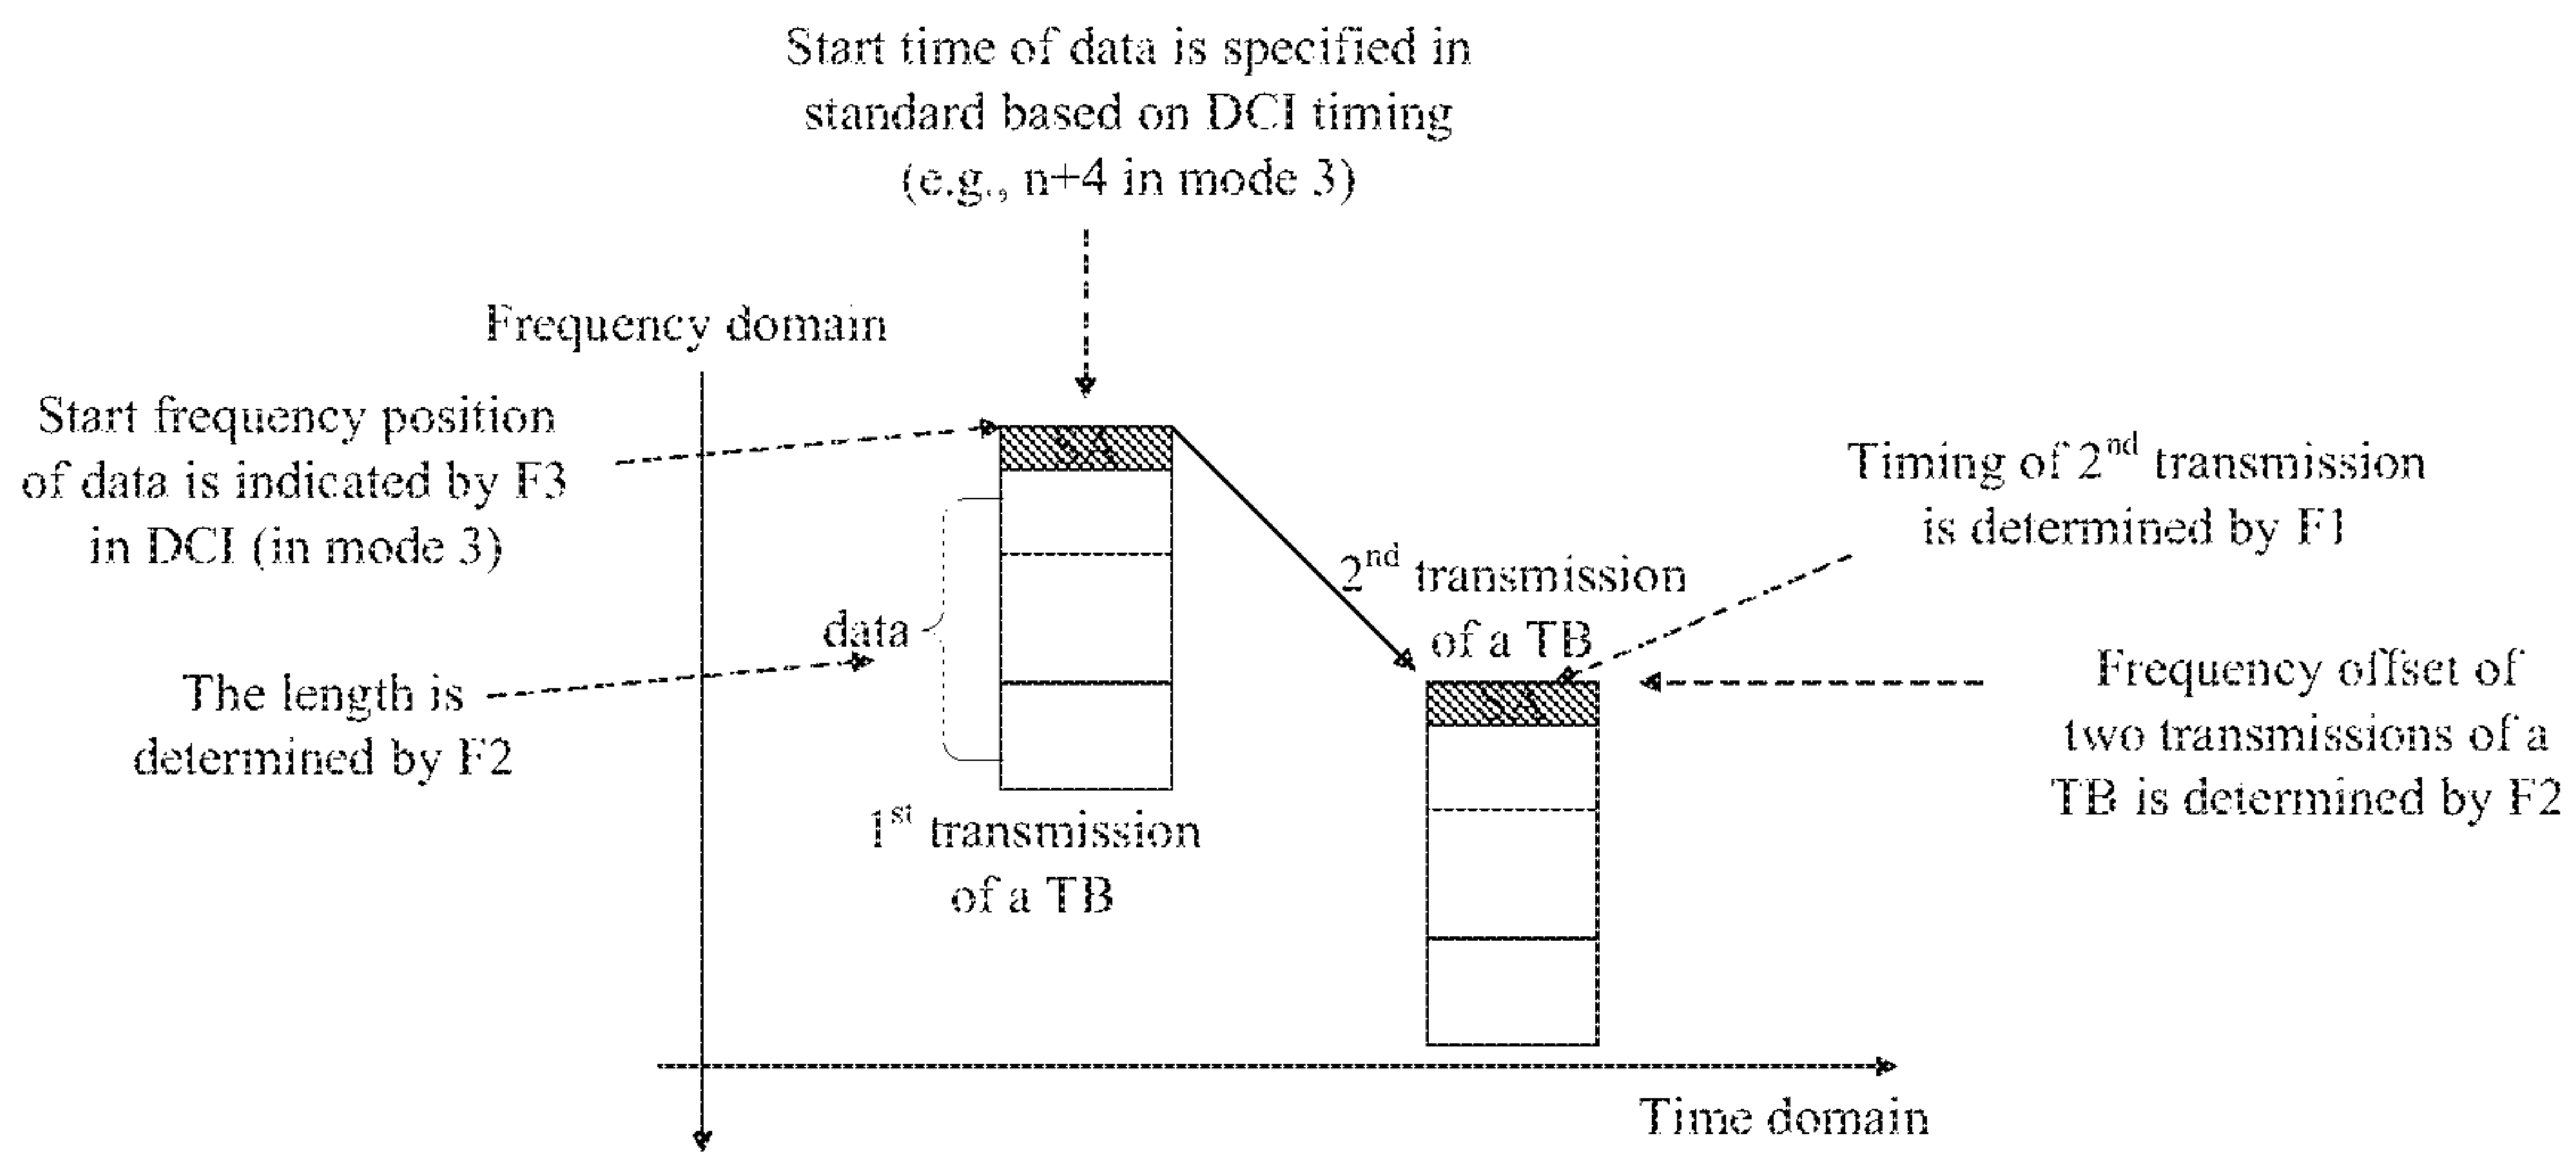 Start time of data is specified in
standard based on DCI timing
(e.g., n+4 in mode 3)
Frequency domain
Start frequency position
of data is indicated by F3
in DCI (in mode 3)
SA
Timing of 2nd transmission
is determined by F1
2nd transmission
of a TB
data
The length is
determined by F2
SA
Frequency offset of
two transmissions of a
TB is determined by F2
1st transmission
of a TB
Time domain